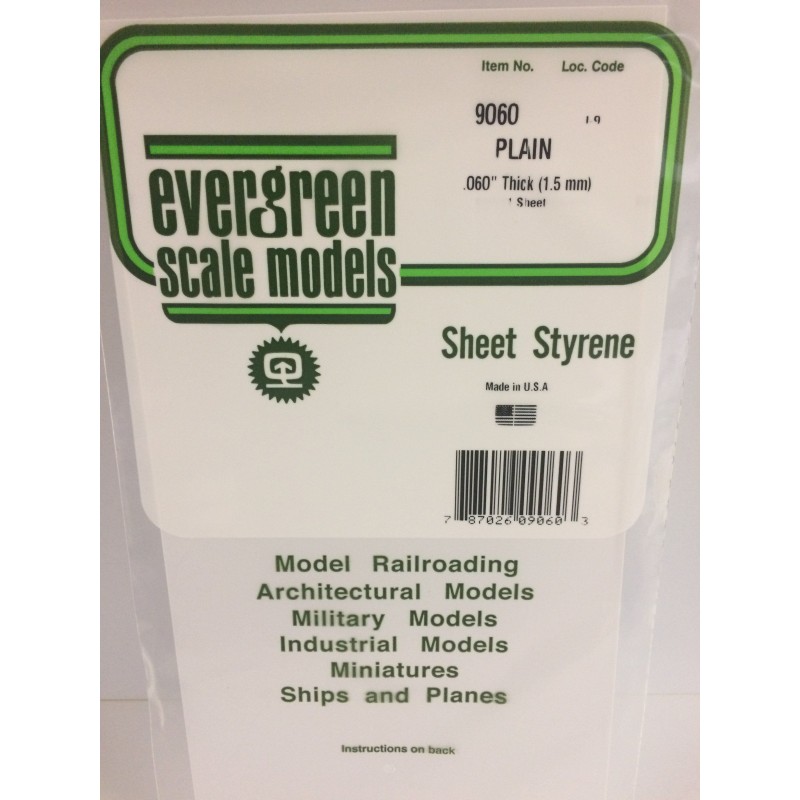 Item No. Loc. Code
9060 L9
PLAIN
.060" Thick (1.5 mm)
1 Sheet
evergreen
scale models
Sheet Styrene
Made in U.S.A
7 87026 09060 3
Model Railroading
Architectural Models
Military Models
Industrial Models
Miniatures
Ships and Planes
Instructions on back